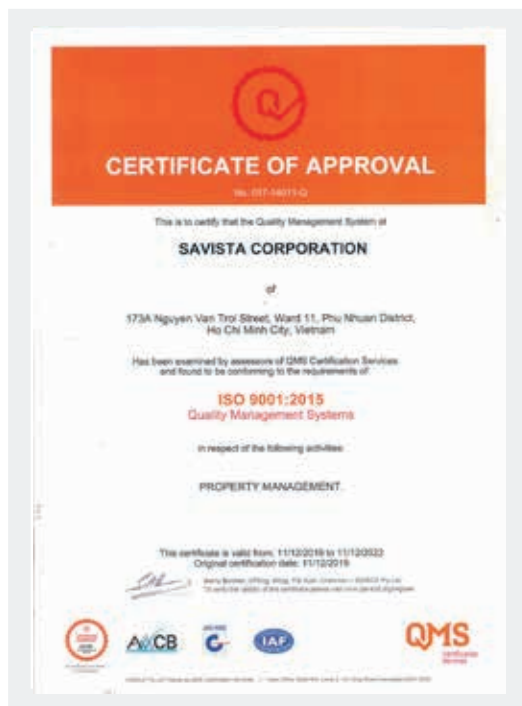 CERTIFICATE OF APPROVAL
This is to certify that the Quality Management System of
SAVISTA CORPORATION
of
173A Nguyen Van Troi Street, Ward 11, Phu Nhuan District,
Ho Chi Minh City, Vietnam
Has been examined by assessors of QMS Certification Services
and found to be conforming to the requirements of
ISO 9001:2015
Quality Management Systems
in respect of the following activities
PROPERTY MANAGEMENT
This certificate is valid from: 11/12/2019 to 11/12/2022
Original certification date: 11/12/2019
CB
IAF
QMS
certification
services